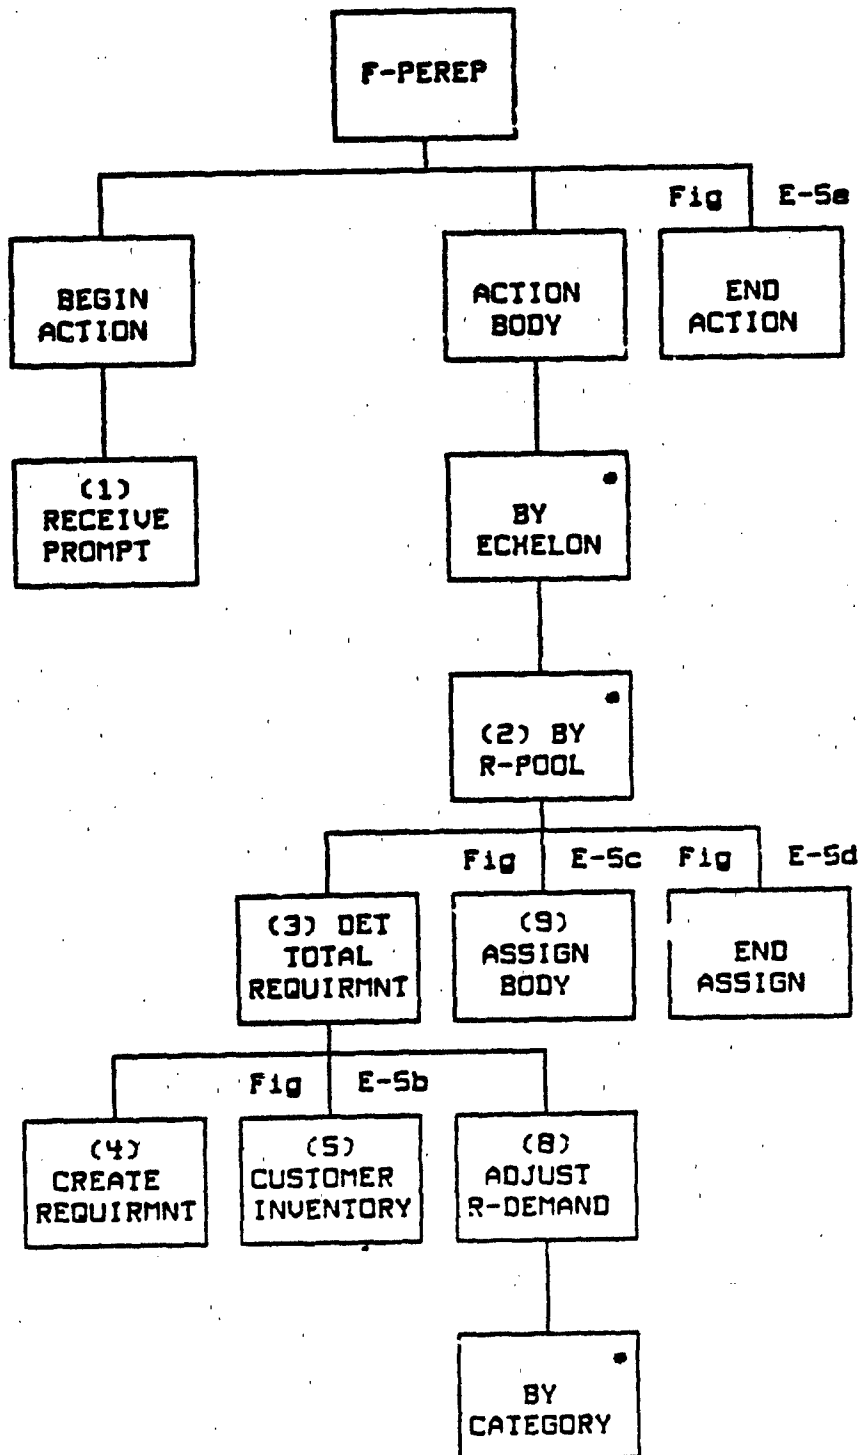 F-PEREP
Fig E-5e
BEGIN
ACTION
ACTION
BODY
END
ACTION
(1)
RECEIVE
PROMPT
*
BY
ECHELON
*
(2) BY
R-POOL
Fig E-5c
Fig E-5d
(3) DET
TOTAL
REQUIRMNT
(9)
ASSIGN
BODY
END
ASSIGN
Fig E-5b
(4)
CREATE
REQUIRMNT
(5)
CUSTOMER
INVENTORY
(8)
ADJUST
R-DEMAND
*
BY
CATEGORY